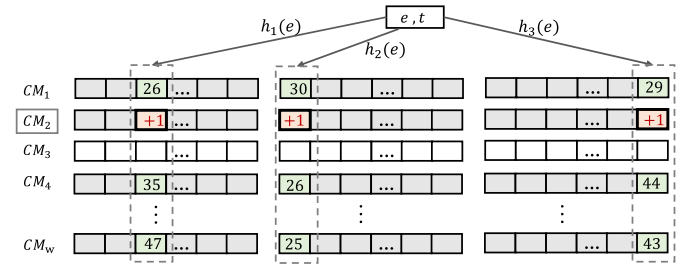 e , t
h₁(e)
h₂(e)
h₃(e)
CM₁ 26 ... 30 ... ... 29
CM₂ +1 ... +1 ... ... +1
CM₃ ... ... ...
CM₄ 35 ... 26 ... ... 44
⋮ ⋮ ⋮
CM_w 47 ... 25 ... ... 43